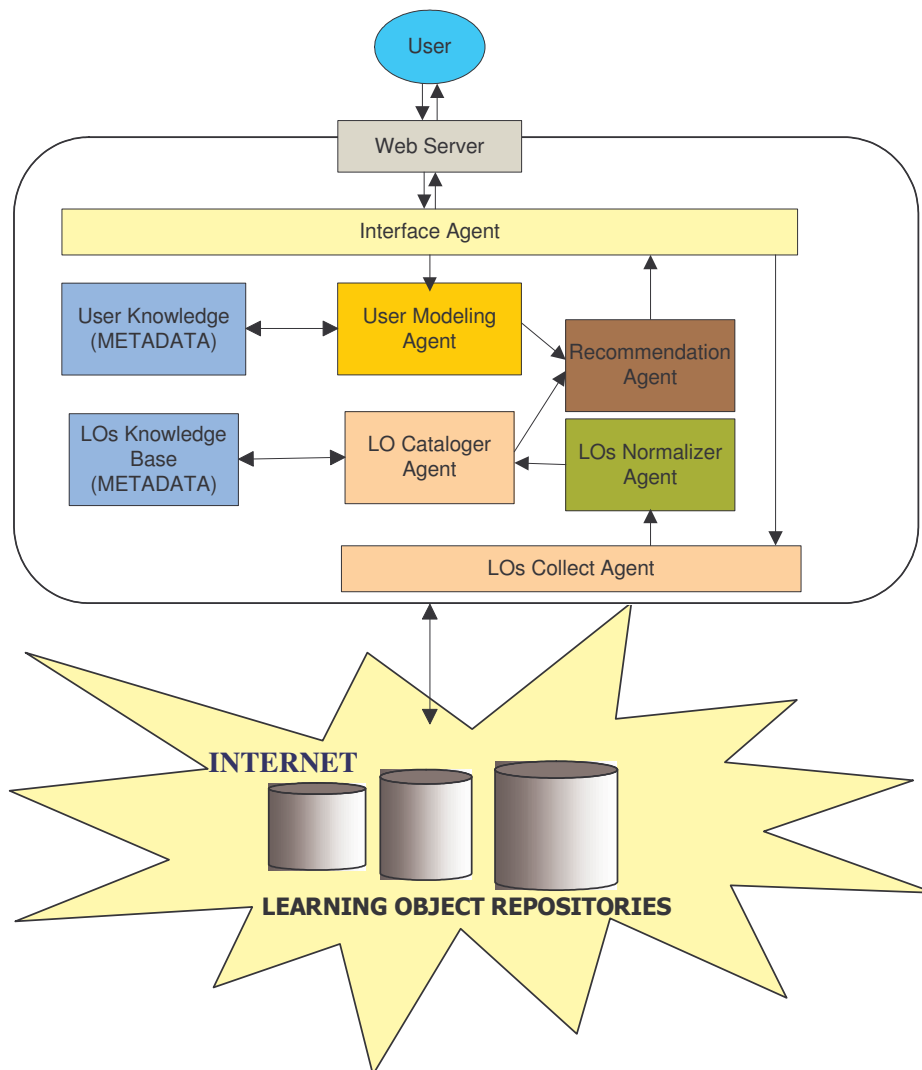 User
Web Server
Interface Agent
User Knowledge
(METADATA)
User Modeling
Agent
Recommendation
Agent
LOs Knowledge
Base
(METADATA)
LO Cataloger
Agent
LOs Normalizer
Agent
LOs Collect Agent
INTERNET
LEARNING OBJECT REPOSITORIES